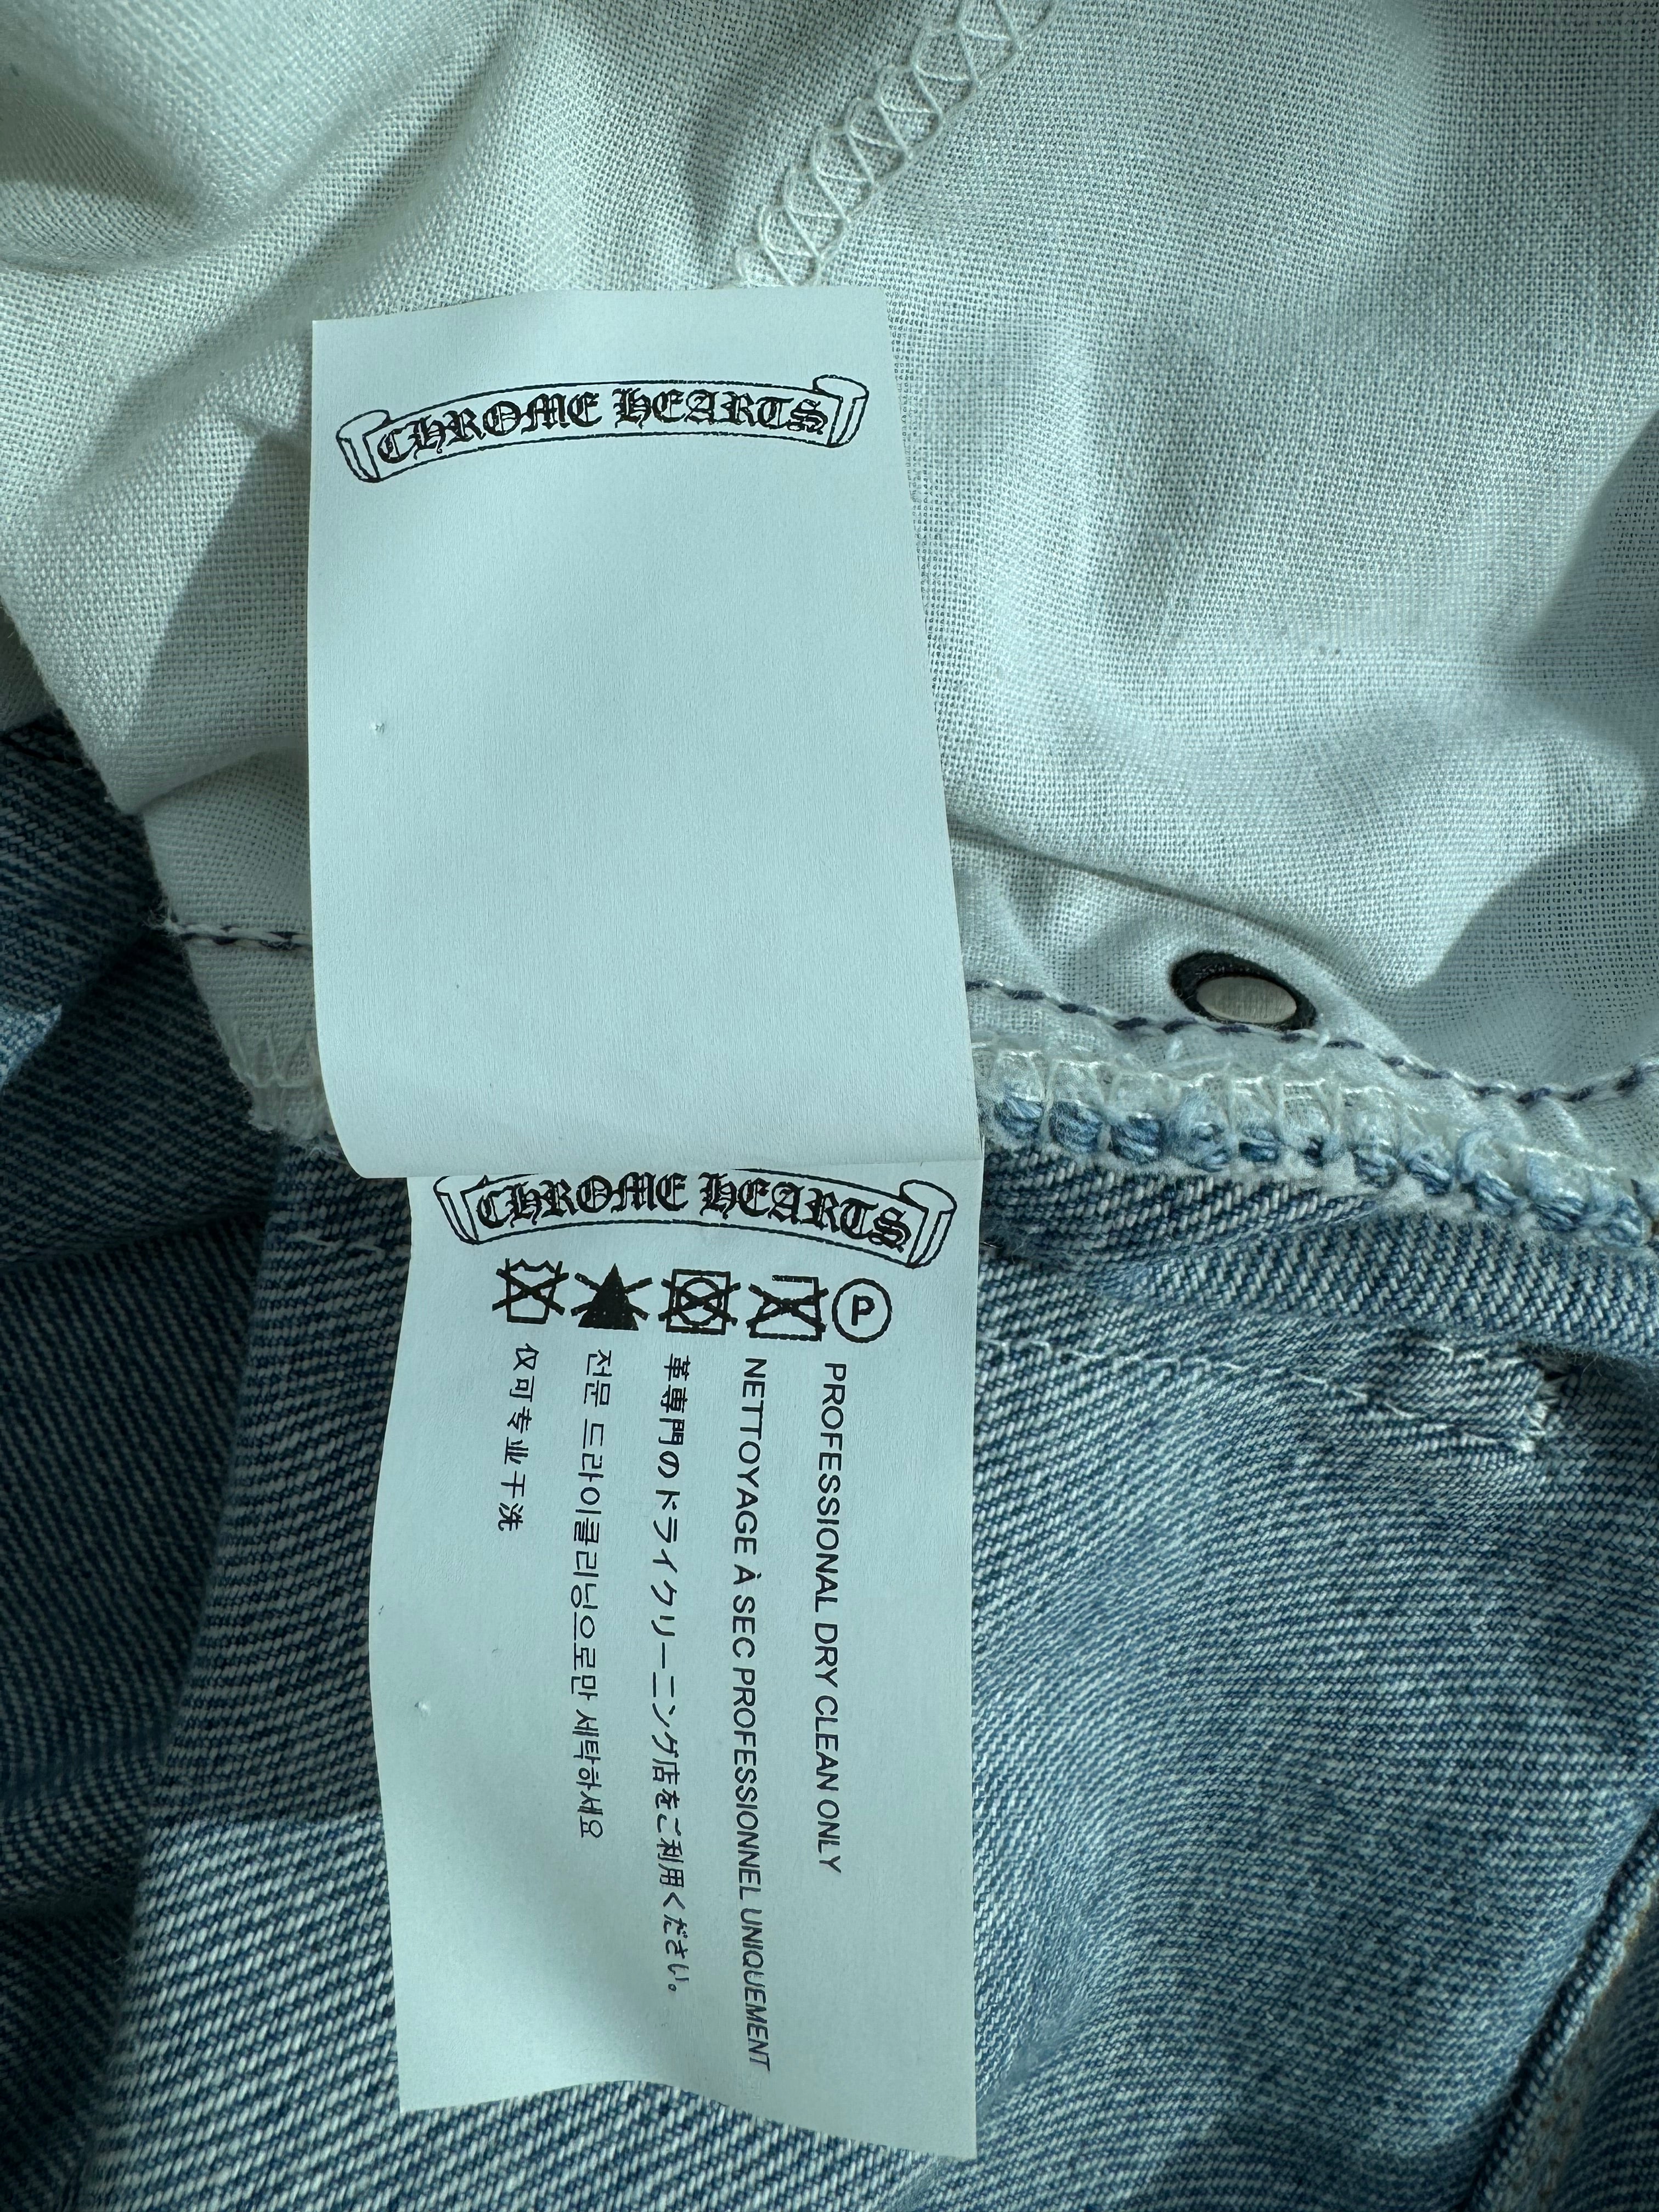 CHROME HEARTS
CHROME HEARTS
P
PROFESSIONAL DRY CLEAN ONLY
NETTOYAGE À SEC PROFESSIONNEL UNIQUEMENT
革専門のドライクリーニング店をご利用ください。
전문 드라이클리닝으로만 세탁하세요
仅可专业干洗